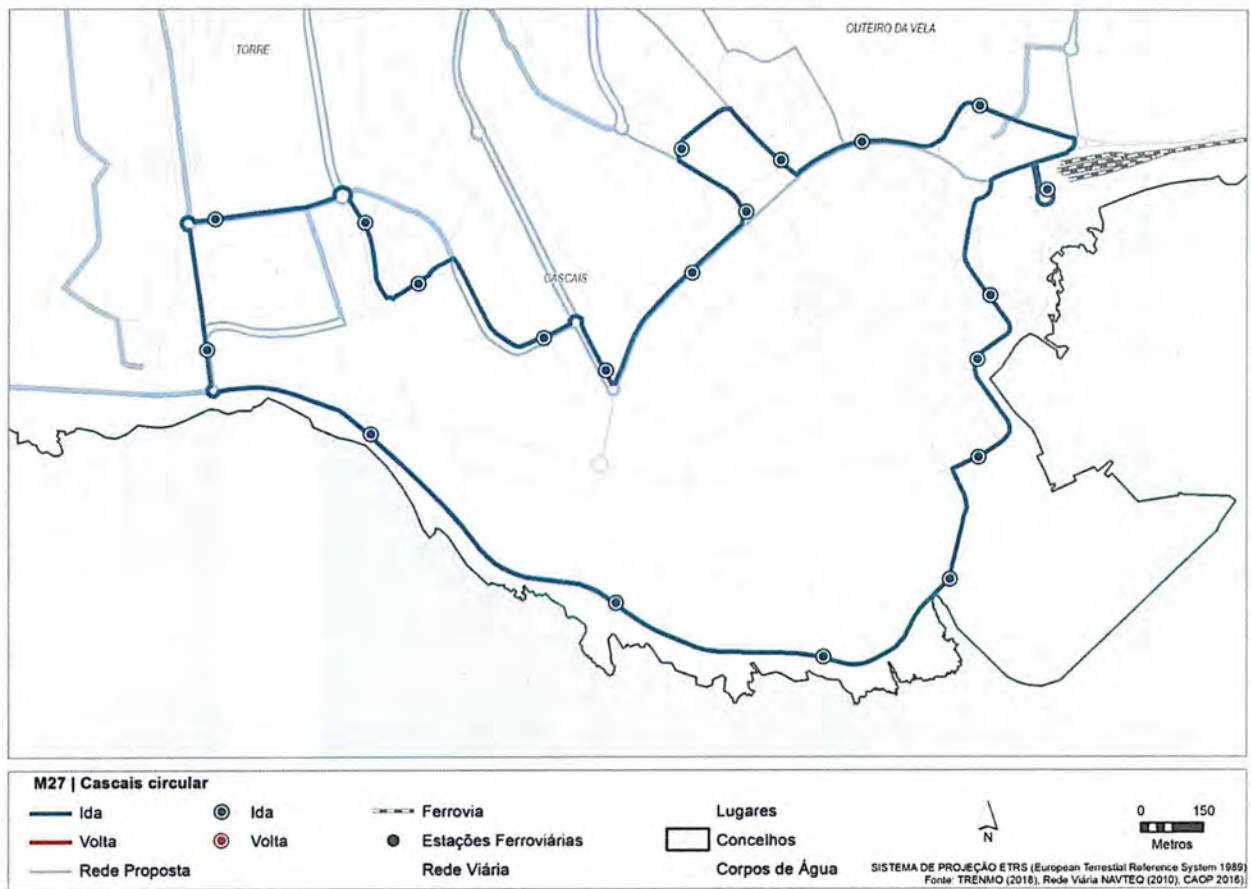 OUTEIRO DA VELA
TORRE
CASCAIS
M27 | Cascais circular
Ida
Ida
Ferrovia
Lugares
0 150
Volta
Volta
Estações Ferroviárias
Concelhos
N
Metros
Rede Proposta
Rede Viária
Corpos de Água
SISTEMA DE PROJEÇÃO ETRS (European Terrestial Reference System 1989)
Fonte: TRENMO (2018), Rede Viária NAVTEQ (2010), CAOP 2016)